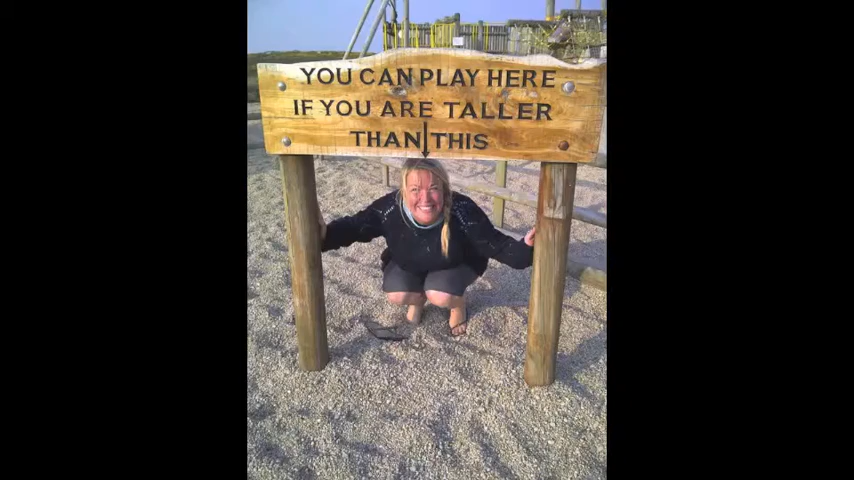 YOU CAN PLAY HERE
IF YOU ARE TALLER
THAN THIS